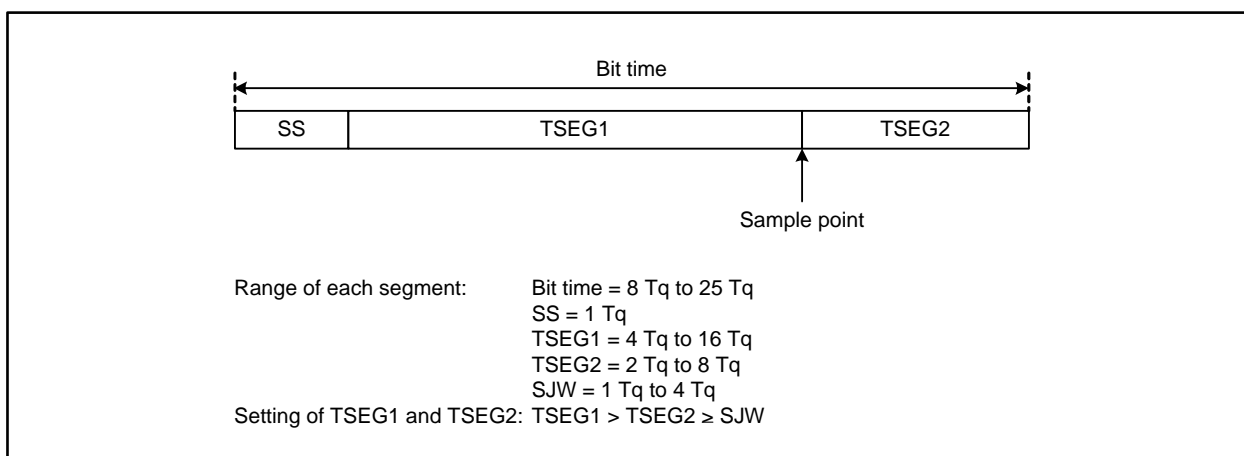 Bit time
SS TSEG1 TSEG2
Sample point
Range of each segment: Bit time = 8 Tq to 25 Tq
SS = 1 Tq
TSEG1 = 4 Tq to 16 Tq
TSEG2 = 2 Tq to 8 Tq
SJW = 1 Tq to 4 Tq
Setting of TSEG1 and TSEG2: TSEG1 > TSEG2 ≥ SJW